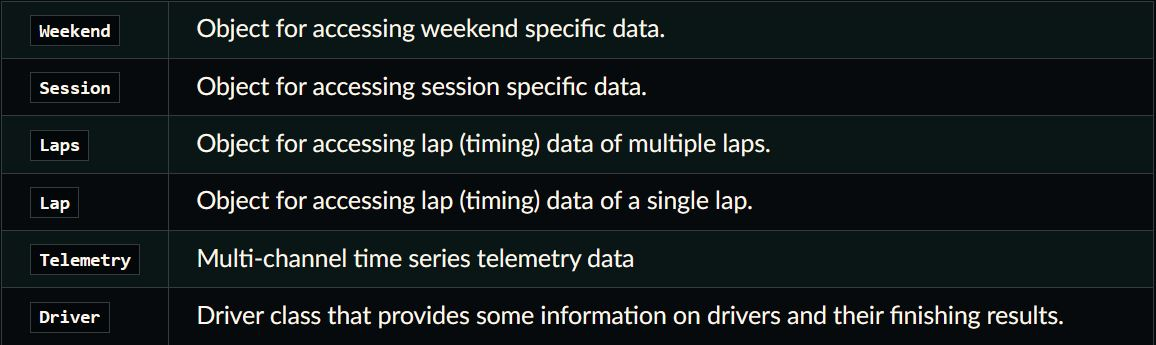 Weekend Object for accessing weekend specific data.
Session Object for accessing session specific data.
Laps Object for accessing lap (timing) data of multiple laps.
Lap Object for accessing lap (timing) data of a single lap.
Telemetry Multi-channel time series telemetry data
Driver Driver class that provides some information on drivers and their finishing results.